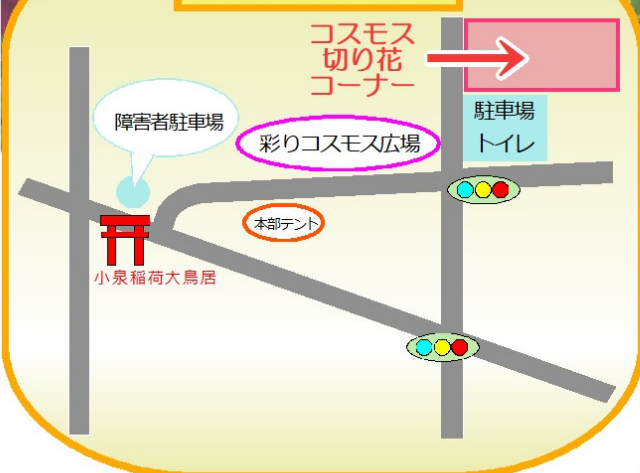 コスモス
切り花
コーナー
駐車場
トイレ
障害者駐車場
彩りコスモス広場
本部テント
小泉稲荷大鳥居